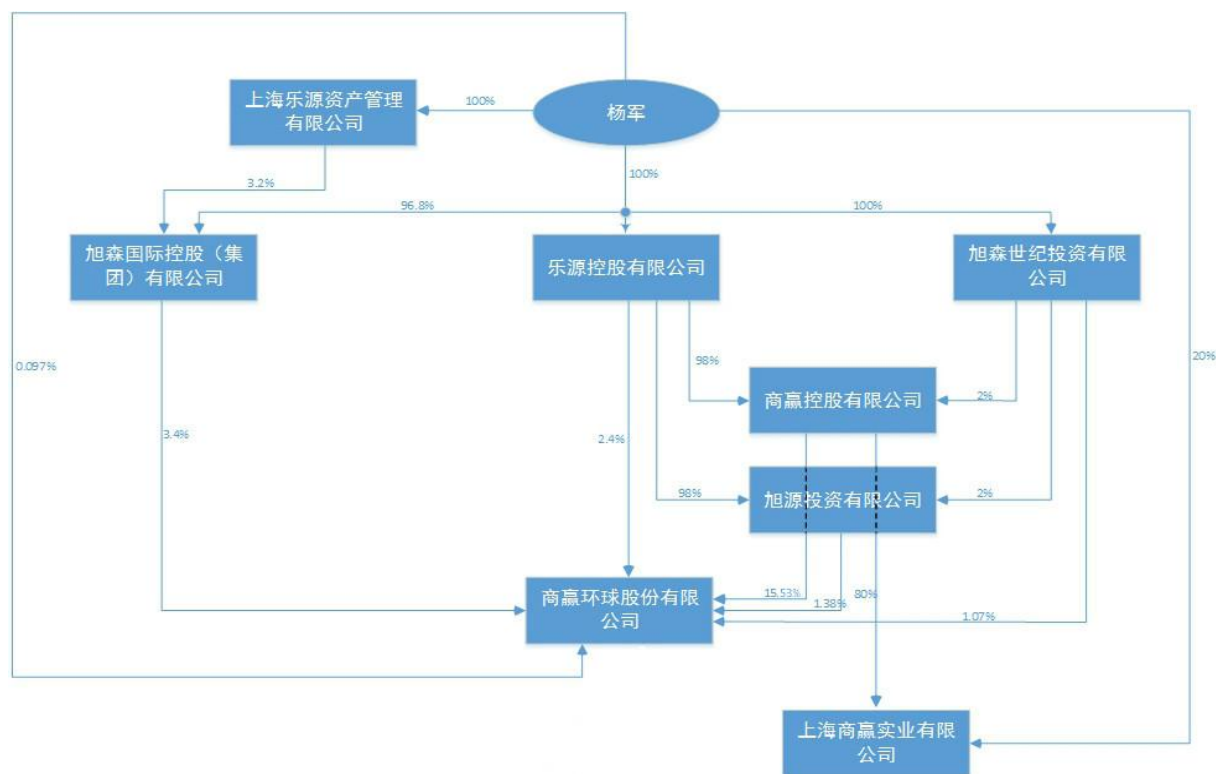 上海乐源资产管理
有限公司
100%
杨军
3.2%
100%
96.8%
100%
旭森国际控股（集
团）有限公司
乐源控股有限公司
旭森世纪投资有限
公司
0.097%
20%
98%
商赢控股有限公司
2%
3.4%
2.4%
98%
旭源投资有限公司
2%
商赢环球股份有限
公司
15.53%
1.38%
80%
1.07%
上海商赢实业有限
公司